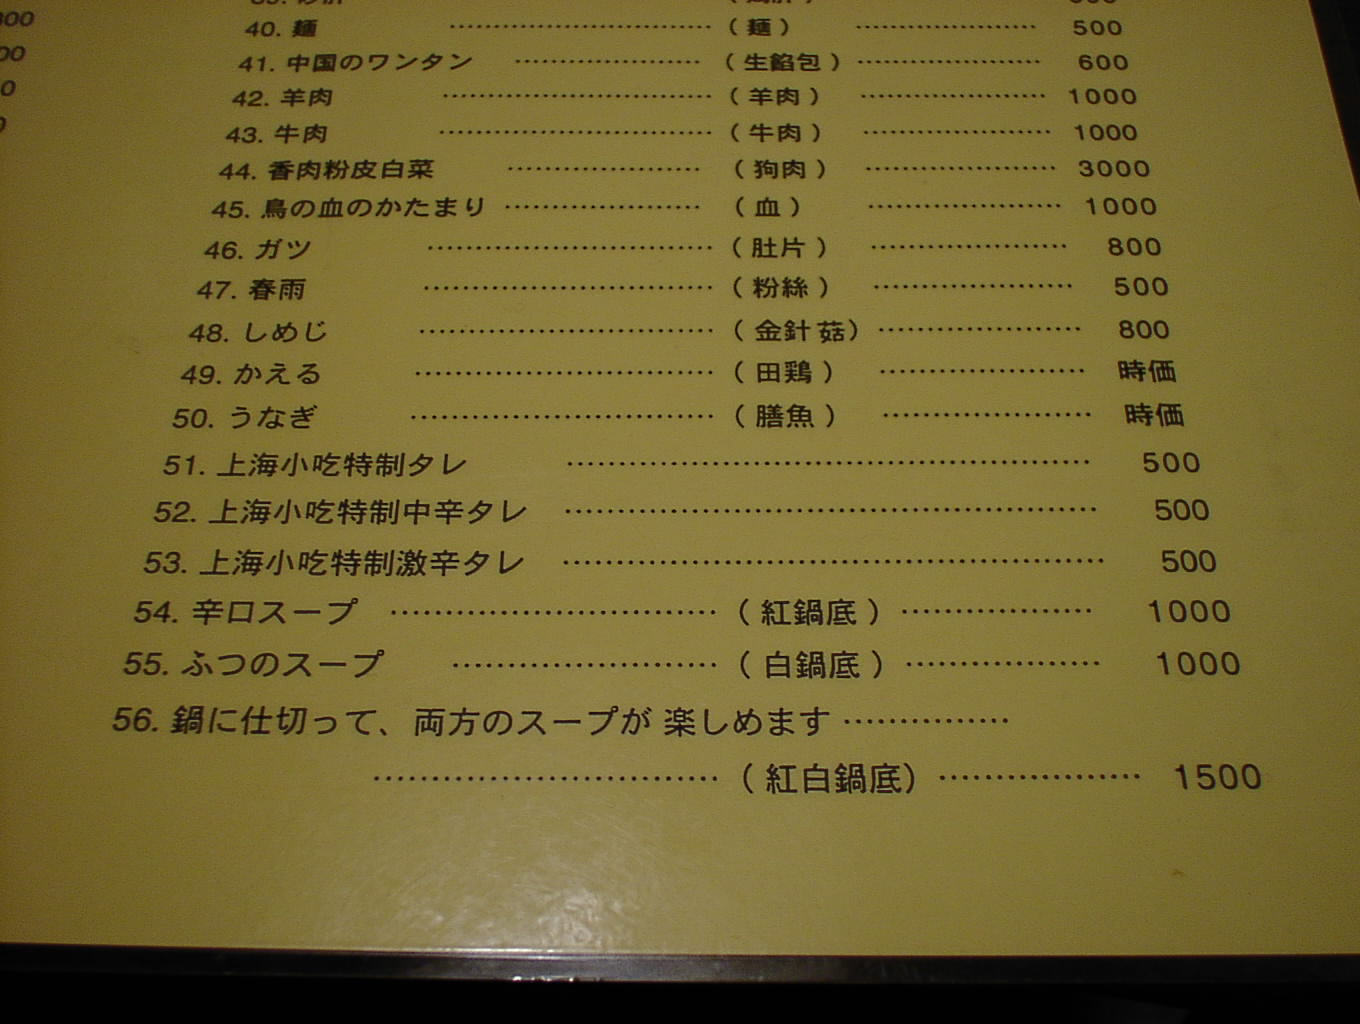 40. 麺 ………………………… ( 麺 ) ………………… 500
41. 中国のワンタン ………………… ( 生餡包 ) ………………… 600
42. 羊肉 ………………………… ( 羊肉 ) ………………… 1000
43. 牛肉 ………………………… ( 牛肉 ) ………………… 1000
44. 香肉粉皮白菜 ………………… ( 狗肉 ) ………………… 3000
45. 鳥の血のかたまり ………………… ( 血 ) ………………… 1000
46. ガツ ………………………… ( 肚片 ) ………………… 800
47. 春雨 ………………………… ( 粉絲 ) ………………… 500
48. しめじ ………………………… ( 金針 菇) ………………… 800
49. かえる ………………………… ( 田鶏 ) ………………… 時価
50. うなぎ ………………………… ( 膳魚 ) ………………… 時価
51. 上海小吃特制タレ ………………………………………… 500
52. 上海小吃特制中辛タレ ………………………………………… 500
53. 上海小吃特制激辛タレ ………………………………………… 500
54. 辛口スープ ………………………… ( 紅鍋底 ) ………………… 1000
55. ふつのスープ ………………………… ( 白鍋底 ) ………………… 1000
56. 鍋に仕切って、両方のスープが 楽しめます ……………
………………………… ( 紅白鍋底) ………………… 1500